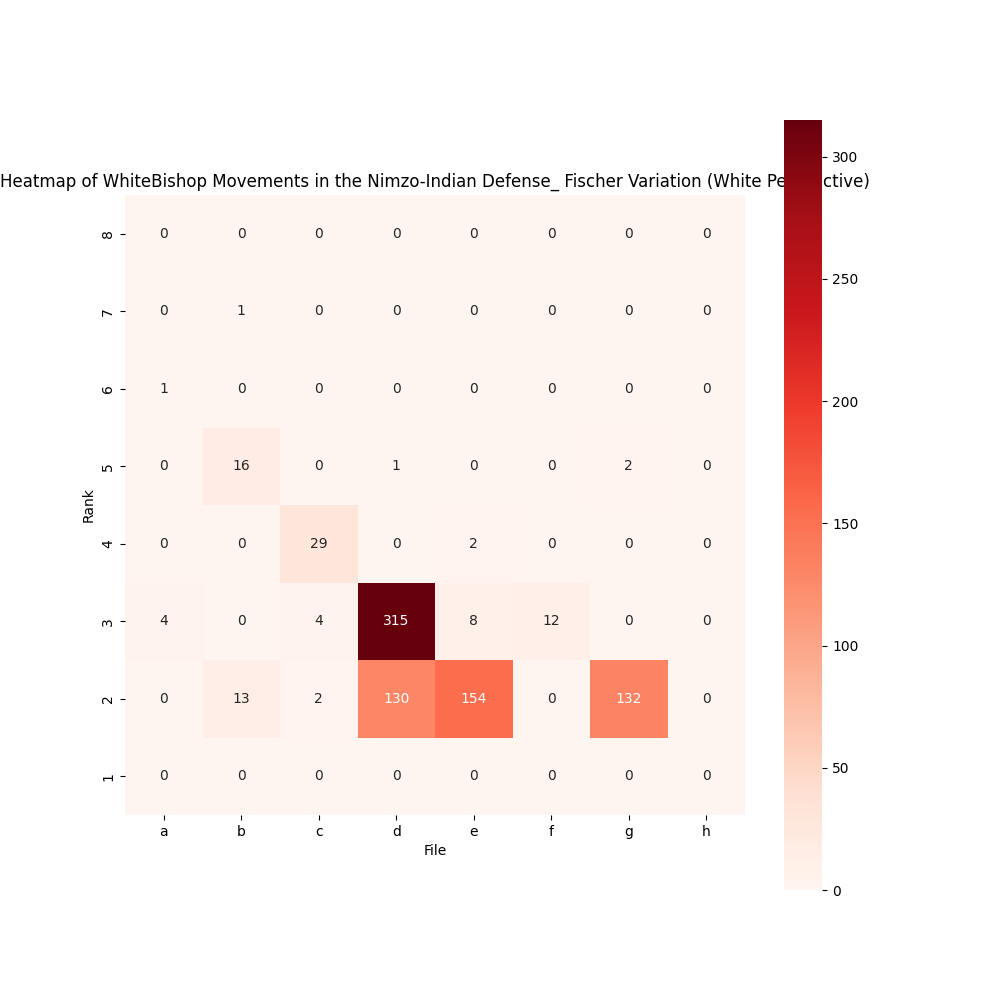 Heatmap of WhiteBishop Movements in the Nimzo-Indian Defense_ Fischer Variation (White Pe ctive)
300
250
200
150
100
50
0
Rank
8 0 0 0 0 0 0 0 0
7 0 1 0 0 0 0 0 0
6 1 0 0 0 0 0 0 0
5 0 16 0 1 0 0 2 0
4 0 0 29 0 2 0 0 0
3 4 0 4 315 8 12 0 0
2 0 13 2 130 154 0 132 0
1 0 0 0 0 0 0 0 0
a b c d e f g h
File